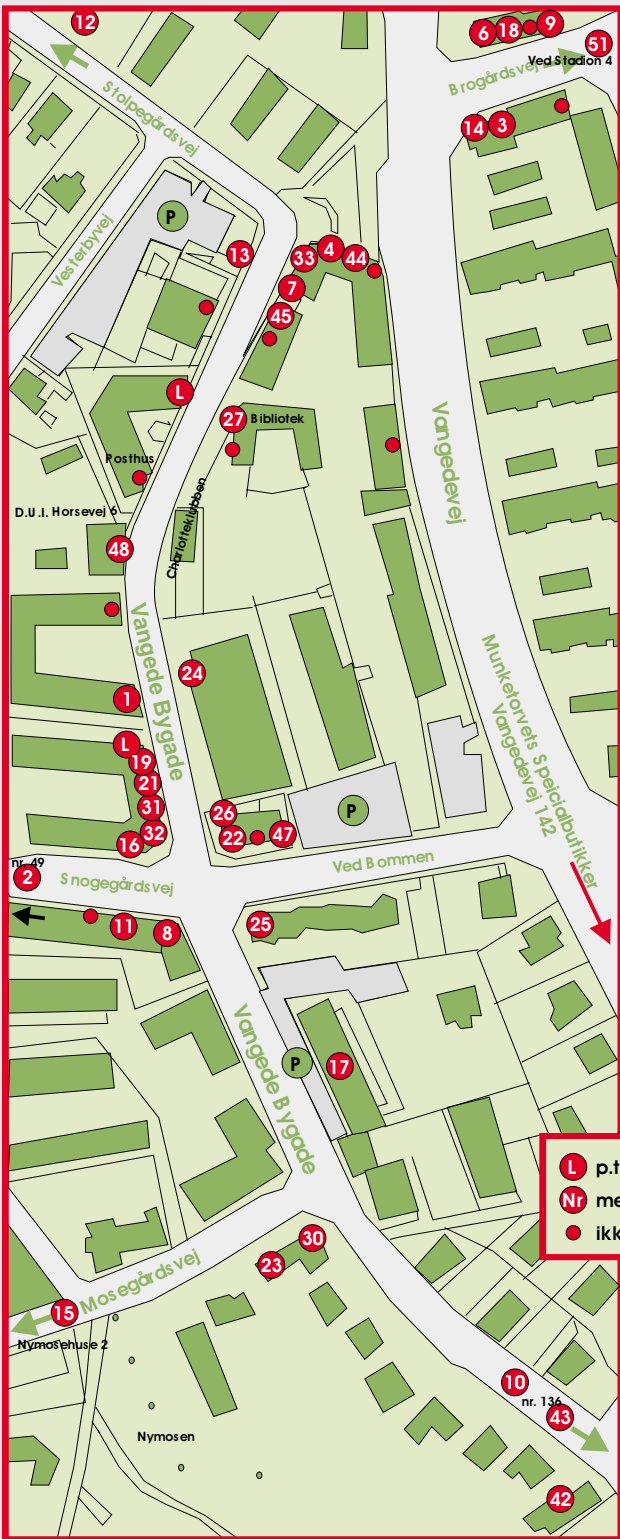 12
6
18
9
51
Ved Stadion 4
Brogårdsvej
Stolpegårdsvej
14
3
P
Vesterbyvej
13
33
4
44
7
45
L
27
Bibliotek
Vangedevej
Posthus
Charlotteklubben
D.U.I. Horsevej 6
48
Vangede Bygade
24
1
Munketorvets Specialbutikker
Vangedevej 142
L
19
21
31
32
16
26
22
47
P
Ved Bommen
nr. 49
2
Snogegårdsvej
11
8
25
Vangede Bygade
P
17
L p.t
Nr me
ikk
30
23
Mosegårdsvej
15
Nymosehuse 2
10
nr. 136
43
Nymosen
42